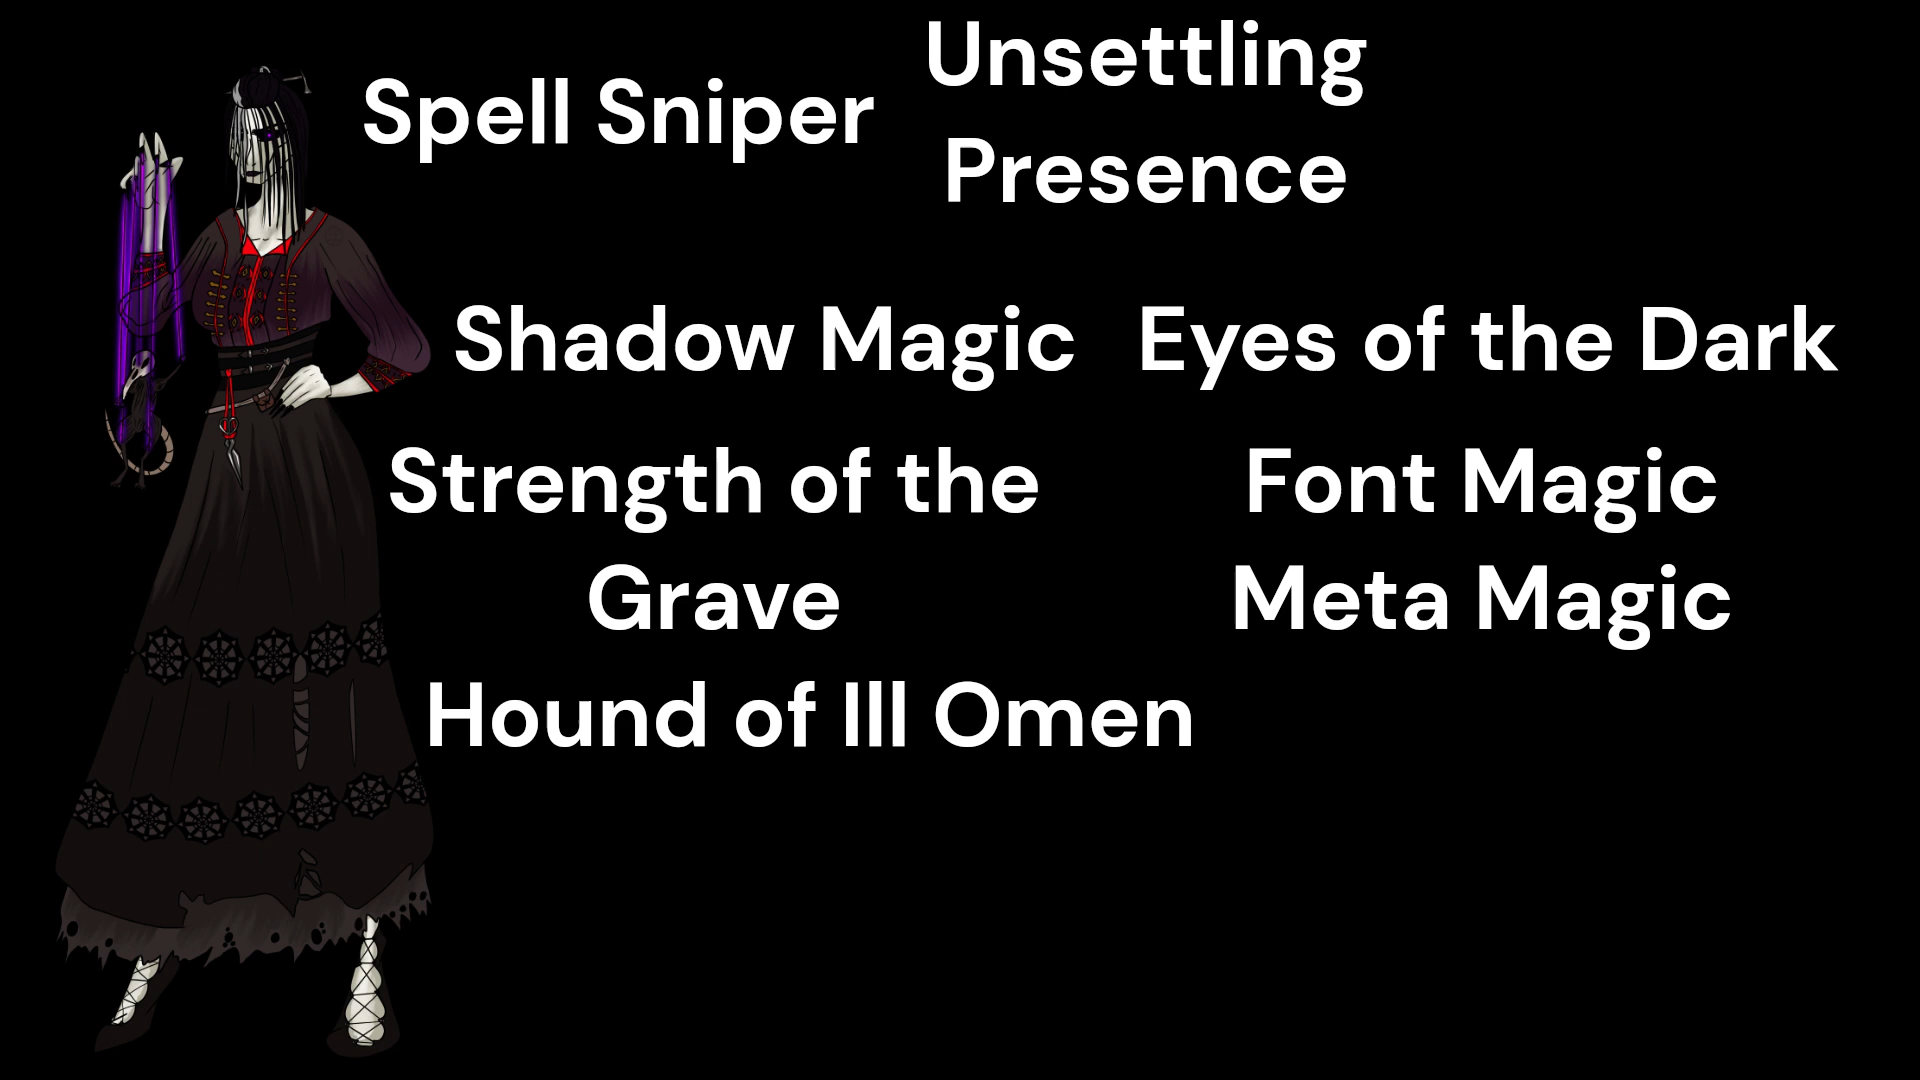 Spell Sniper
Unsettling
Presence
Shadow Magic
Eyes of the Dark
Strength of the
Grave
Font Magic
Meta Magic
Hound of Ill Omen